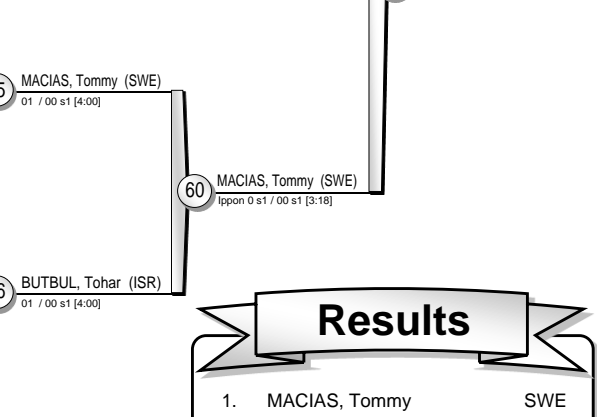 MACIAS, Tommy (SWE)
01 / 00 s1 [4:00]
60
MACIAS, Tommy (SWE)
Ippon 0 s1 / 00 s1 [3:18]
BUTBUL, Tohar (ISR)
01 / 00 s1 [4:00]
Results
1. MACIAS, Tommy SWE